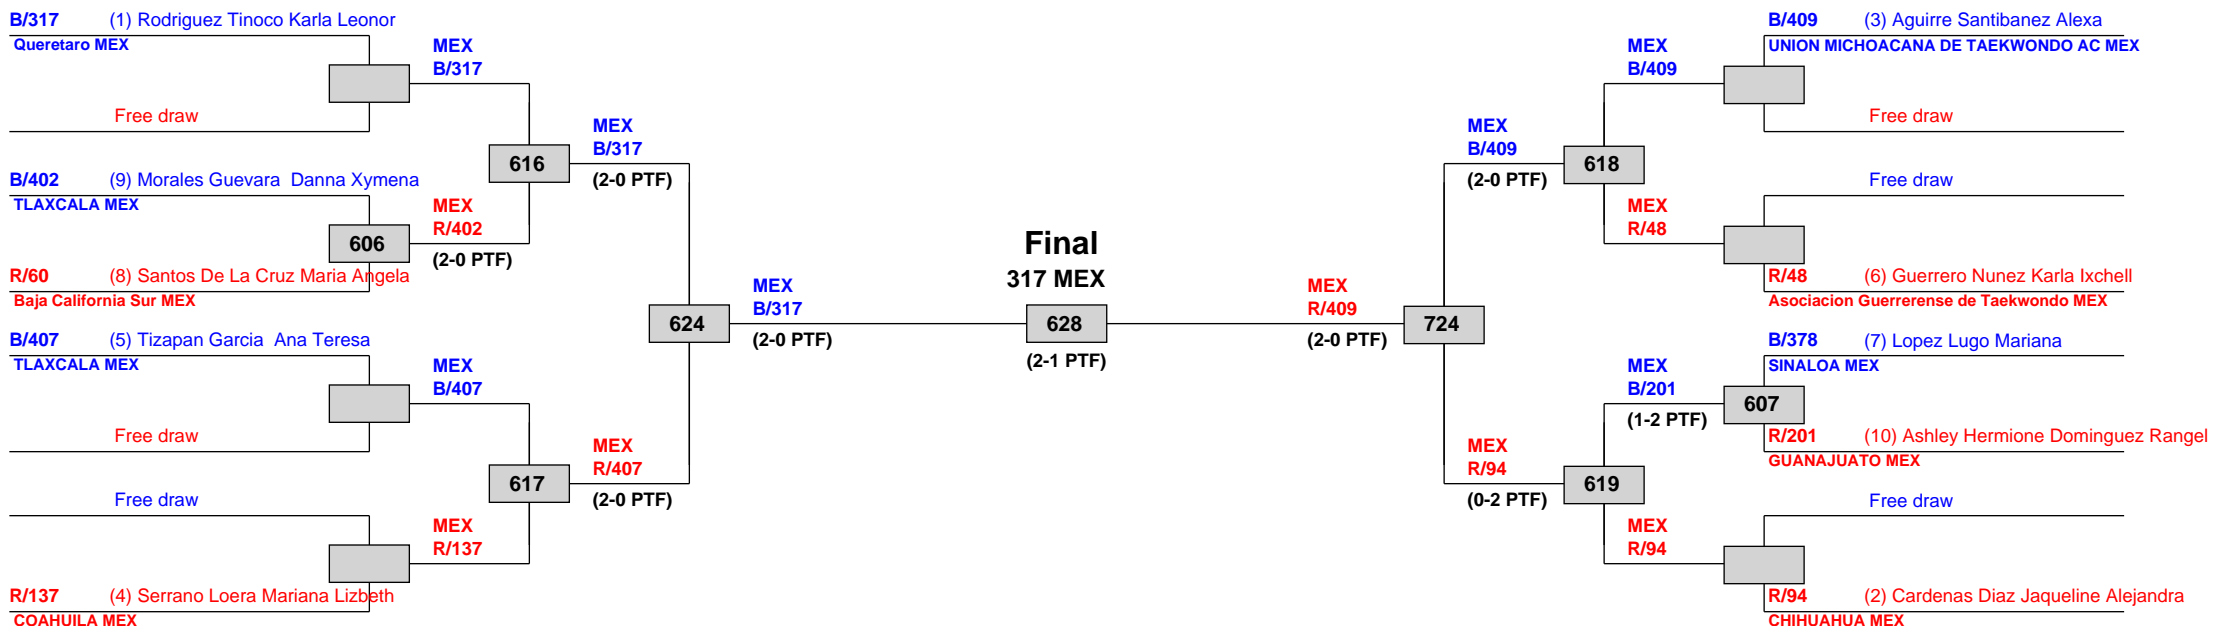 B/317 (1) Rodriguez Tinoco Karla Leonor
Queretaro MEX
Free draw
B/402 (9) Morales Guevara  Danna Xymena
TLAXCALA MEX
R/60 (8) Santos De La Cruz Maria Angela
Baja California Sur MEX
B/407 (5) Tizapan Garcia  Ana Teresa
TLAXCALA MEX
Free draw
Free draw
R/137 (4) Serrano Loera Mariana Lizbeth
COAHUILA MEX
MEX
B/317
606
MEX
R/402
(2-0 PTF)
MEX
B/407
MEX
R/137
616
MEX
B/317
(2-0 PTF)
617
MEX
R/407
(2-0 PTF)
624
MEX
B/317
(2-0 PTF)
Final
317 MEX
628
(2-1 PTF)
MEX
R/409
(2-0 PTF)
724
MEX
B/409
(2-0 PTF)
618
MEX
R/94
(0-2 PTF)
619
MEX
B/409
MEX
R/48
MEX
B/201
(1-2 PTF)
607
MEX
R/94
B/409 (3) Aguirre Santibanez Alexa
UNION MICHOACANA DE TAEKWONDO AC MEX
Free draw
Free draw
R/48 (6) Guerrero Nunez Karla Ixchell
Asociacion Guerrerense de Taekwondo MEX
B/378 (7) Lopez Lugo Mariana
SINALOA MEX
R/201 (10) Ashley Hermione Dominguez Rangel
GUANAJUATO MEX
Free draw
R/94 (2) Cardenas Diaz Jaqueline Alejandra
CHIHUAHUA MEX